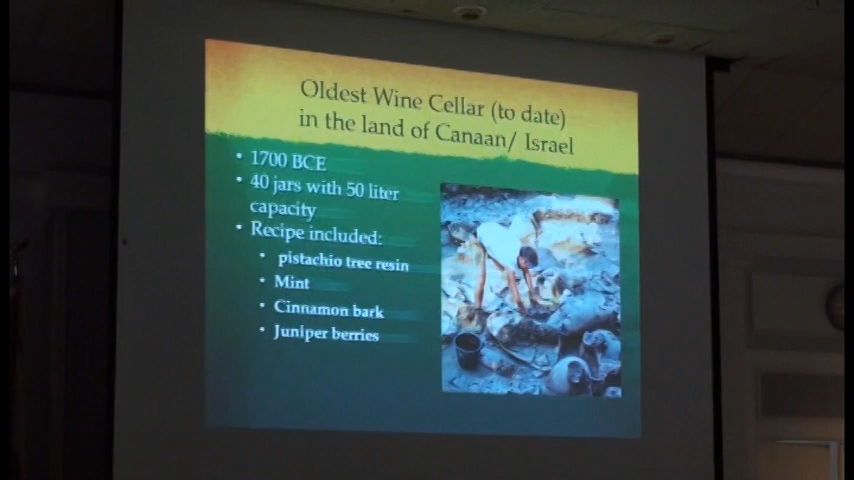 Oldest Wine Cellar (to date)
in the land of Canaan/ Israel
• 1700 BCE
• 40 jars with 50 liter
capacity
• Recipe included:
• pistachio tree resin
• Mint
• Cinnamon bark
• Juniper berries